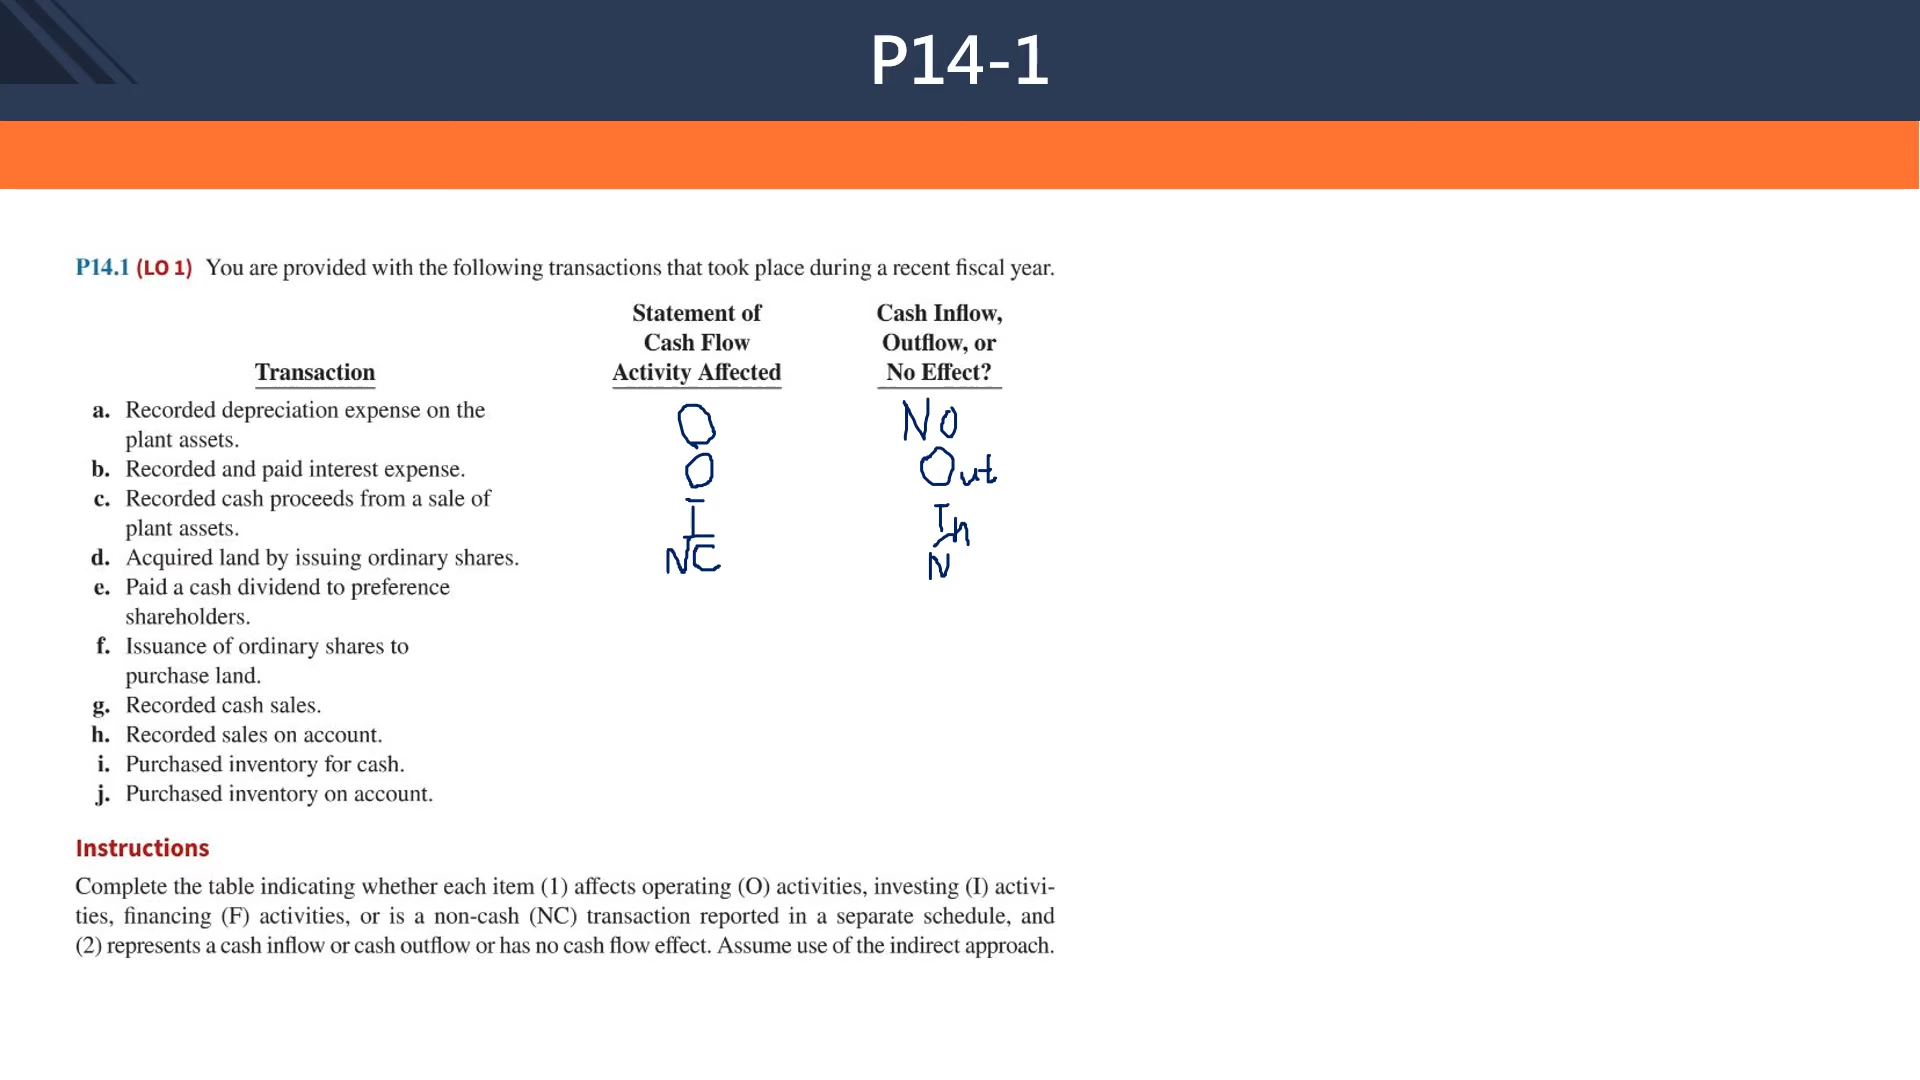 P14-1
P14.1 (LO 1) You are provided with the following transactions that took place during a recent fiscal year.
Statement of Cash Inflow,
Cash Flow Outflow, or
Transaction Activity Affected No Effect?
a. Recorded depreciation expense on the O NO
plant assets.
b. Recorded and paid interest expense. O Out
c. Recorded cash proceeds from a sale of I In
plant assets.
d. Acquired land by issuing ordinary shares. NC N
e. Paid a cash dividend to preference
shareholders.
f. Issuance of ordinary shares to
purchase land.
g. Recorded cash sales.
h. Recorded sales on account.
i. Purchased inventory for cash.
j. Purchased inventory on account.
Instructions
Complete the table indicating whether each item (1) affects operating (O) activities, investing (I) activi-
ties, financing (F) activities, or is a non-cash (NC) transaction reported in a separate schedule, and
(2) represents a cash inflow or cash outflow or has no cash flow effect. Assume use of the indirect approach.